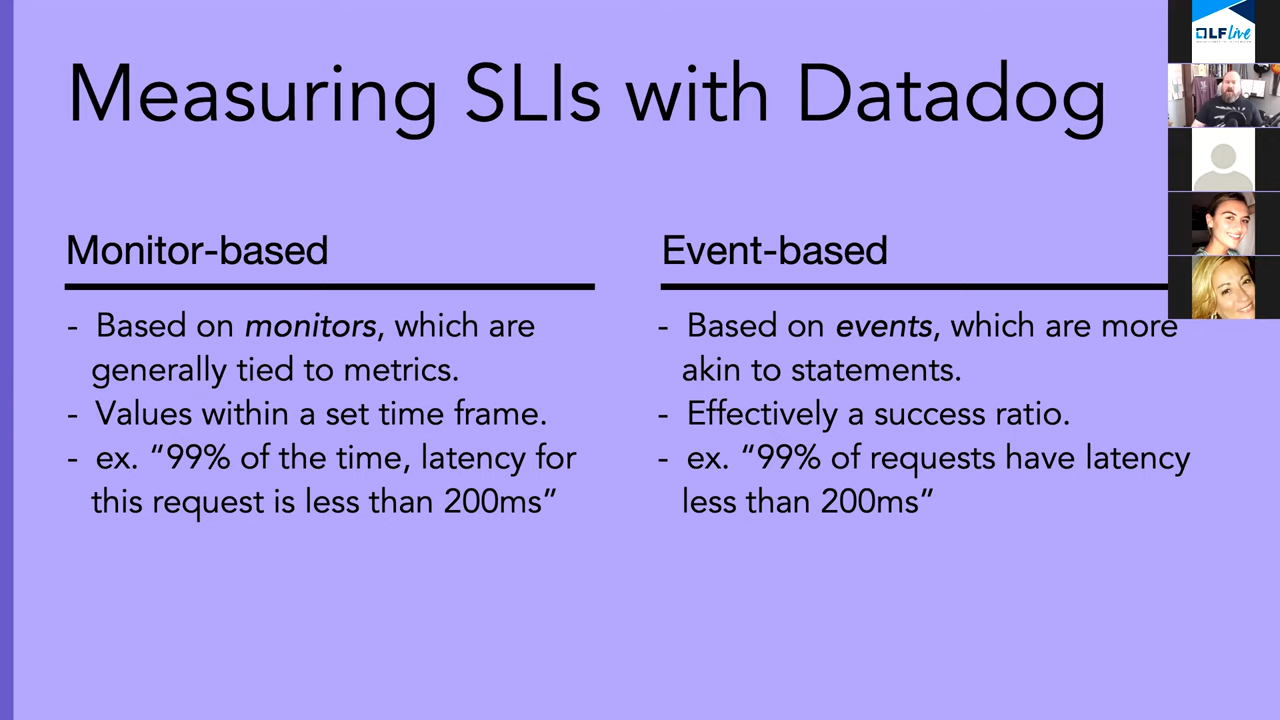 Measuring SLIs with Datadog
LF Live
Monitor-based
- Based on monitors, which are
generally tied to metrics.
- Values within a set time frame.
- ex. “99% of the time, latency for
this request is less than 200ms”
Event-based
- Based on events, which are more
akin to statements.
- Effectively a success ratio.
- ex. “99% of requests have latency
less than 200ms”